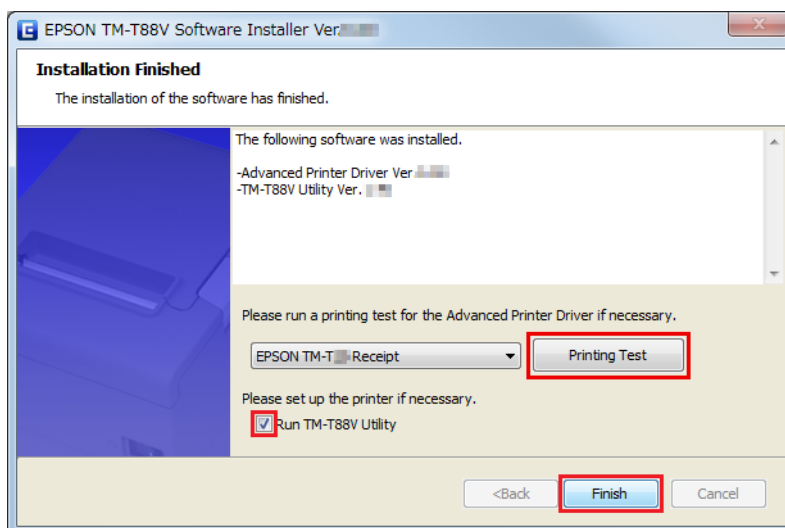 EPSON TM-T88V Software Installer Ver.
Installation Finished
The installation of the software has finished.
The following software was installed.
-Advanced Printer Driver Ver
-TM-T88V Utility Ver.
Please run a printing test for the Advanced Printer Driver if necessary.
EPSON TM-T Receipt
Printing Test
Please set up the printer if necessary.
Run TM-T88V Utility
<Back
Finish
Cancel